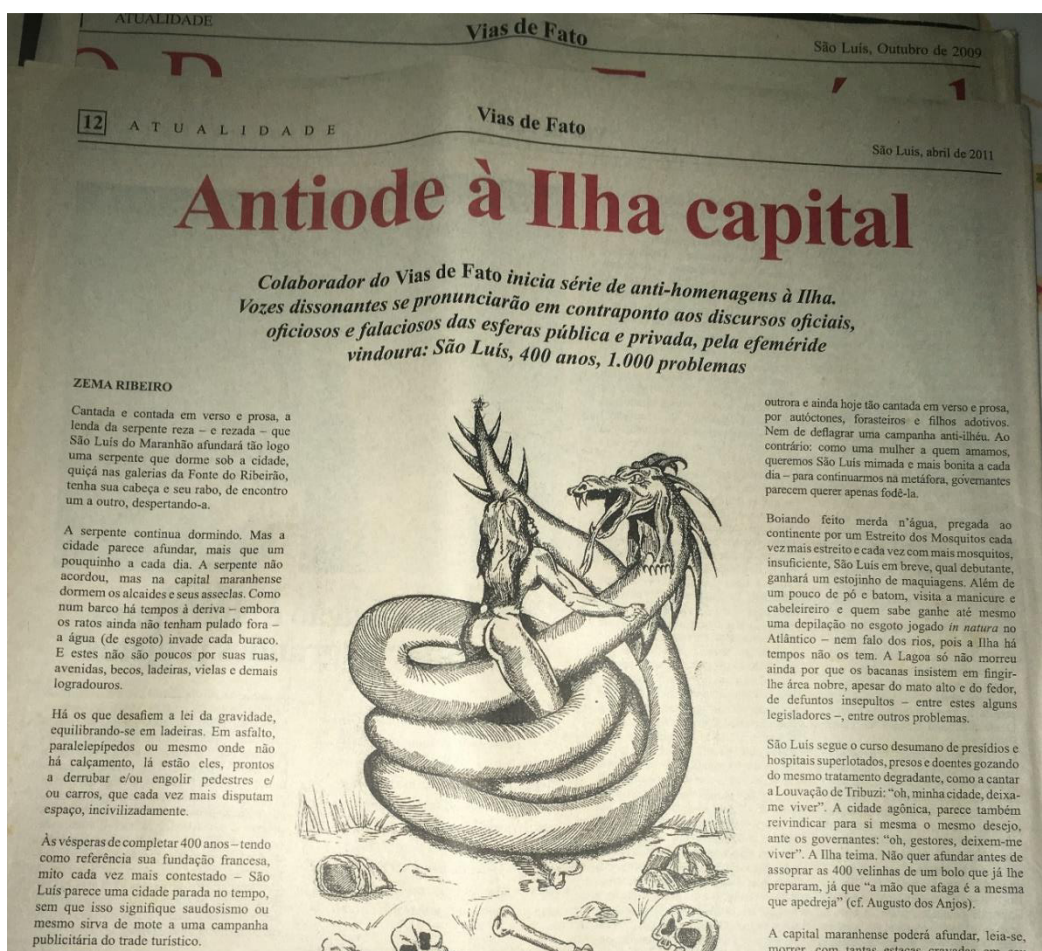 ATUALIDADE
Vias de Fato
São Luís, Outubro de 2009
12 ATUALIDADE
Vias de Fato
São Luís, abril de 2011
Antiode à Ilha capital
Colaborador do Vias de Fato inicia série de anti-homenagens à Ilha.
Vozes dissonantes se pronunciarão em contraponto aos discursos oficiais,
oficiosos e falaciosos das esferas pública e privada, pela efeméride
vindoura: São Luís, 400 anos, 1.000 problemas
ZEMA RIBEIRO
Cantada e contada em verso e prosa, a
lenda da serpente reza – e rezada – que
São Luís do Maranhão afundará tão logo
uma serpente que dorme sob a cidade,
quiçá nas galerias da Fonte do Ribeirão,
tenha sua cabeça e seu rabo, de encontro
um a outro, despertando-a.
A serpente continua dormindo. Mas a
cidade parece afundar, mais que um
pouquinho a cada dia. A serpente não
acordou, mas na capital maranhense
dormem os alcaides e seus asseclas. Como
num barco há tempos à deriva – embora
os ratos ainda não tenham pulado fora –
a água (de esgoto) invade cada buraco.
E estes não são poucos por suas ruas,
avenidas, becos, ladeiras, vielas e demais
logradouros.
Há os que desafiem a lei da gravidade,
equilibrando-se em ladeiras. Em asfalto,
paralelepípedos ou mesmo onde não
há calçamento, lá estão eles, prontos
a derrubar e/ou engolir pedestres e/
ou carros, que cada vez mais disputam
espaço, incivilizadamente.
Às vésperas de completar 400 anos – tendo
como referência sua fundação francesa,
mito cada vez mais contestado – São
Luís parece uma cidade parada no tempo,
sem que isso signifique saudosismo ou
mesmo sirva de mote a uma campanha
publicitária do trade turístico.
outrora e ainda hoje tão cantada em verso e prosa,
por autóctones, forasteiros e filhos adotivos.
Nem de deflagrar uma campanha anti-ilhéu. Ao
contrário: como uma mulher a quem amamos,
queremos São Luís mimada e mais bonita a cada
dia – para continuarmos na metáfora, governantes
parecem querer apenas fodê-la.
Boiando feito merda n'água, pregada ao
continente por um Estreito dos Mosquitos cada
vez mais estreito e cada vez com mais mosquitos,
insuficiente, São Luís em breve, qual debutante,
ganhará um estojinho de maquiagens. Além de
um pouco de pó e batom, visita a manicure e
cabeleireiro e quem sabe ganhe até mesmo
uma depilação no esgoto jogado in natura no
Atlântico – nem falo dos rios, pois a Ilha há
tempos não os tem. A Lagoa só não morreu
ainda por que os bacanas insistem em fingir-
lhe área nobre, apesar do mato alto e do fedor,
de defuntos insepultos – entre estes alguns
legisladores –, entre outros problemas.
São Luís segue o curso desumano de presídios e
hospitais superlotados, presos e doentes gozando
do mesmo tratamento degradante, como a cantar
a Louvação de Tribuzi: "oh, minha cidade, deixa-
me viver". A cidade agônica, parece também
reivindicar para si mesma o mesmo desejo,
ante os governantes: "oh, gestores, deixem-me
viver". A Ilha teima. Não quer afundar antes de
assoprar as 400 velinhas de um bolo que já lhe
preparam, já que "a mão que afaga é a mesma
que apedreja" (cf. Augusto dos Anjos).
A capital maranhense poderá afundar, leia-se,
morrer, com tantas estacas